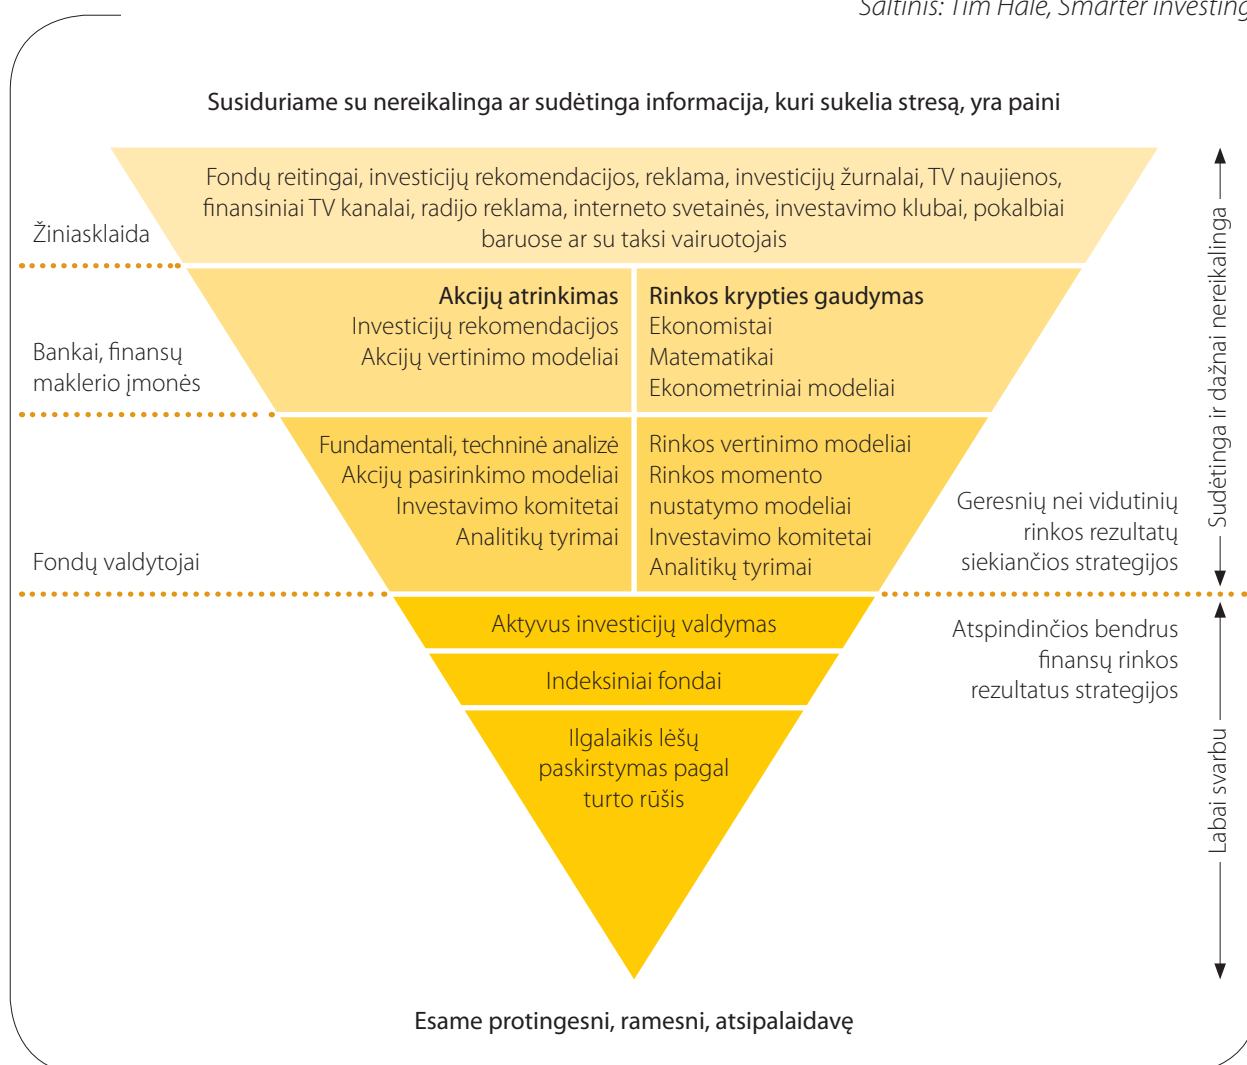 Šaltinis: Tim Hale, Smarter investing
Susiduriame su nereikalinga ar sudėtinga informacija, kuri sukelia stresą, yra paini
Fondų reitingai, investicijų rekomendacijos, reklama, investicijų žurnalai, TV naujienos,
finansiniai TV kanalai, radijo reklama, interneto svetainės, investavimo klubai, pokalbiai
baruose ar su taksi vairuotojais
Žiniasklaida
Akcijų atrinkimas
Investicijų rekomendacijos
Akcijų vertinimo modeliai
Rinkos krypties gaudymas
Ekonomistai
Matematikai
Ekonometriniai modeliai
Bankai, finansų
maklerio įmonės
Fundamentali, techninė analizė
Akcijų pasirinkimo modeliai
Investavimo komitetai
Analitikų tyrimai
Rinkos vertinimo modeliai
Rinkos momento
nustatymo modeliai
Investavimo komitetai
Analitikų tyrimai
Fondų valdytojai
Geresnių nei vidutinių
rinkos rezultatų
siekiančios strategijos
Sudėtinga ir dažnai nereikalinga
Aktyvus investicijų valdymas
Indeksiniai fondai
Ilgalaikis lėšų
paskirstymas pagal
turto rūšis
Atspindinčios bendrus
finansų rinkos
rezultatus strategijos
Labai svarbu
Esame protingesni, ramesni, atsipalaidavę